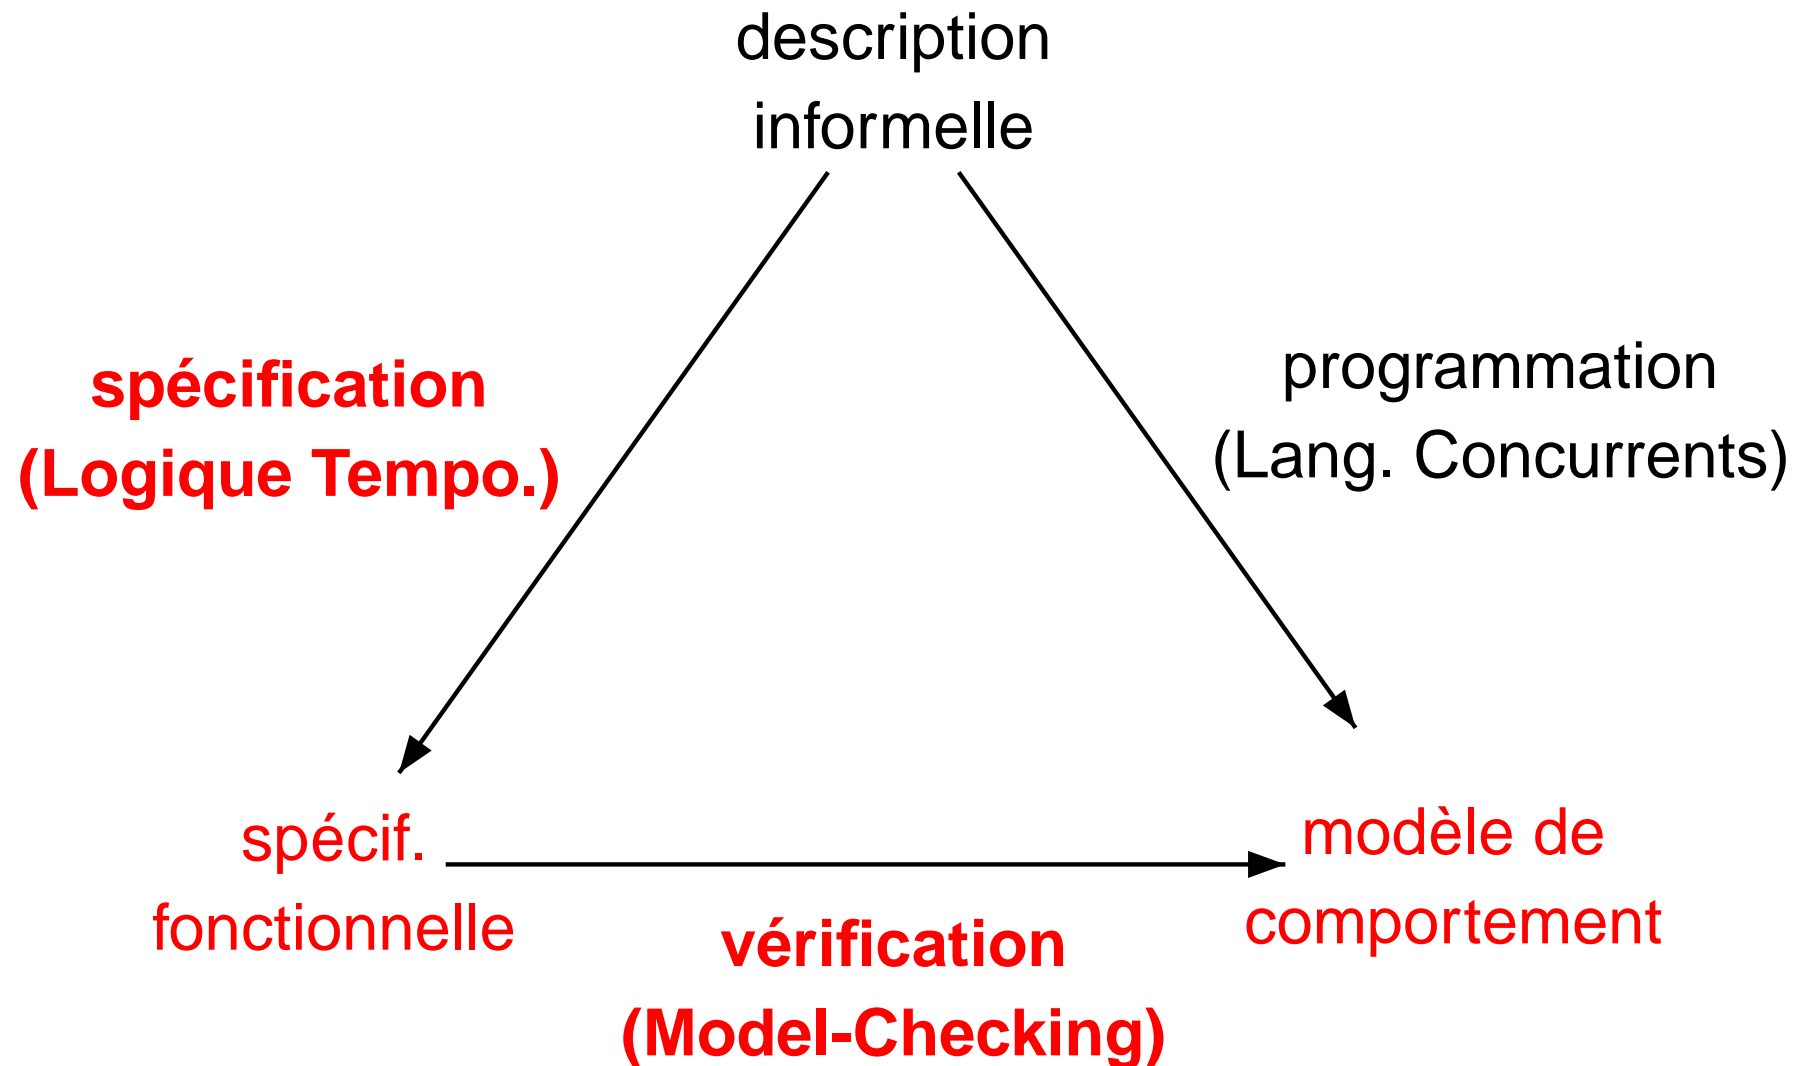 description
informelle
spécification
(Logique Tempo.)
programmation
(Lang. Concurrents)
spécif.
fonctionnelle
modèle de
comportement
vérification
(Model-Checking)